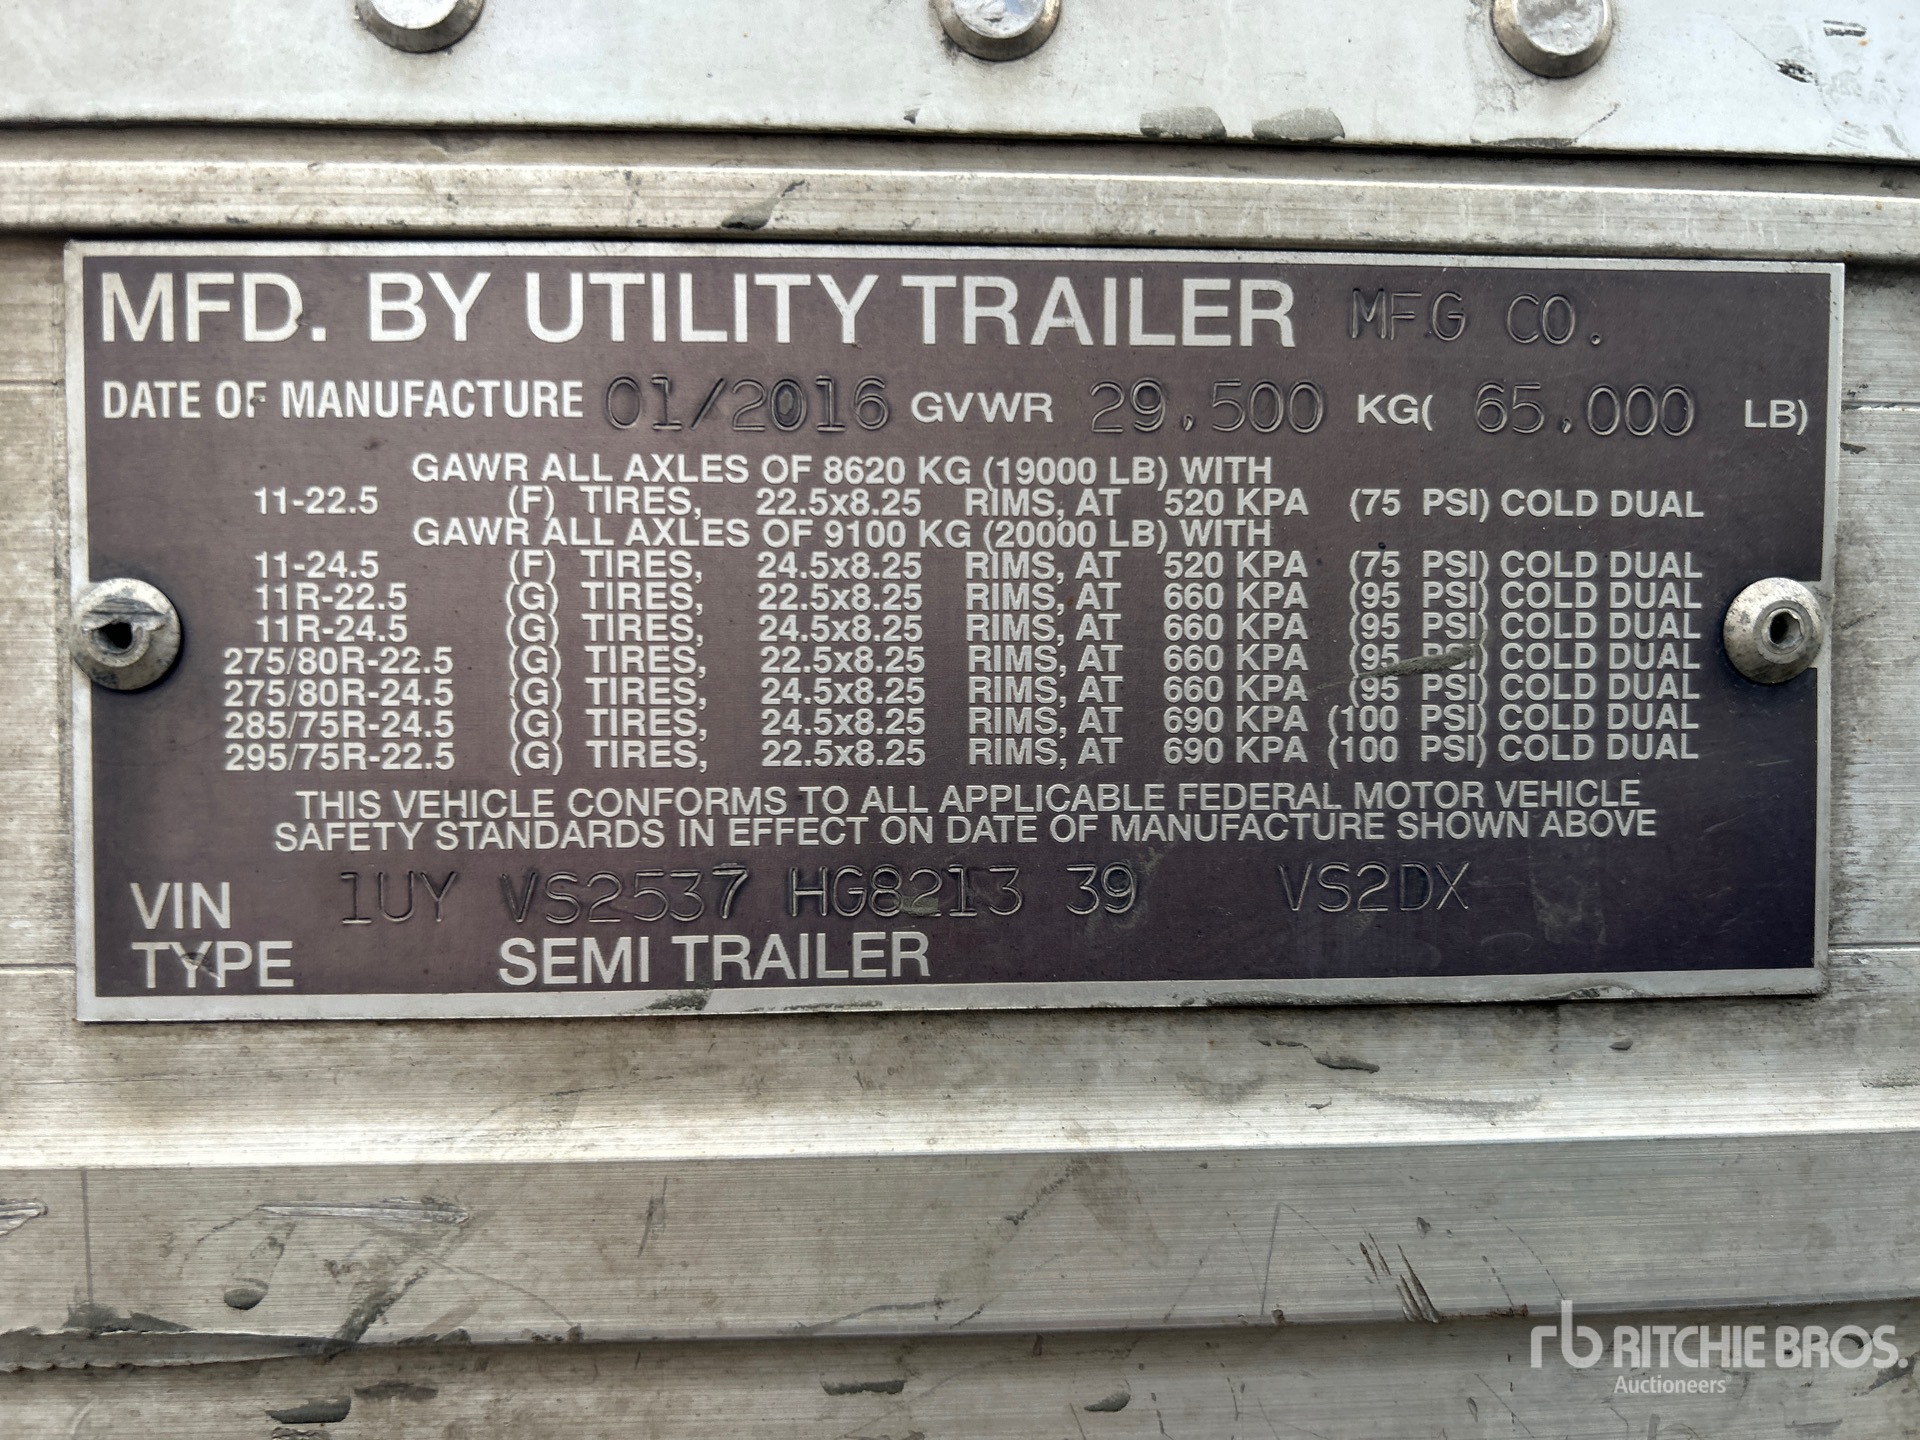 MFD. BY UTILITY TRAILER MFG CO.
DATE OF MANUFACTURE 01/2016 GVWR 29,500 KG( 65,000 LB)
GAWR ALL AXLES OF 8620 KG (19000 LB) WITH
11-22.5 (F) TIRES, 22.5x8.25 RIMS, AT 520 KPA (75 PSI) COLD DUAL
GAWR ALL AXLES OF 9100 KG (20000 LB) WITH
11-24.5 (F) TIRES, 24.5x8.25 RIMS, AT 520 KPA (75 PSI) COLD DUAL
11R-22.5 (G) TIRES, 22.5x8.25 RIMS, AT 660 KPA (95 PSI) COLD DUAL
11R-24.5 (G) TIRES, 24.5x8.25 RIMS, AT 660 KPA (95 PSI) COLD DUAL
275/80R-22.5 (G) TIRES, 22.5x8.25 RIMS, AT 660 KPA (95 PSI) COLD DUAL
275/80R-24.5 (G) TIRES, 24.5x8.25 RIMS, AT 660 KPA (95 PSI) COLD DUAL
285/75R-24.5 (G) TIRES, 24.5x8.25 RIMS, AT 690 KPA (100 PSI) COLD DUAL
295/75R-22.5 (G) TIRES, 22.5x8.25 RIMS, AT 690 KPA (100 PSI) COLD DUAL
THIS VEHICLE CONFORMS TO ALL APPLICABLE FEDERAL MOTOR VEHICLE
SAFETY STANDARDS IN EFFECT ON DATE OF MANUFACTURE SHOWN ABOVE
VIN 1UY VS2537 HG8213 39 VS2DX
TYPE SEMI TRAILER
rb RITCHIE BROS.
Auctioneers